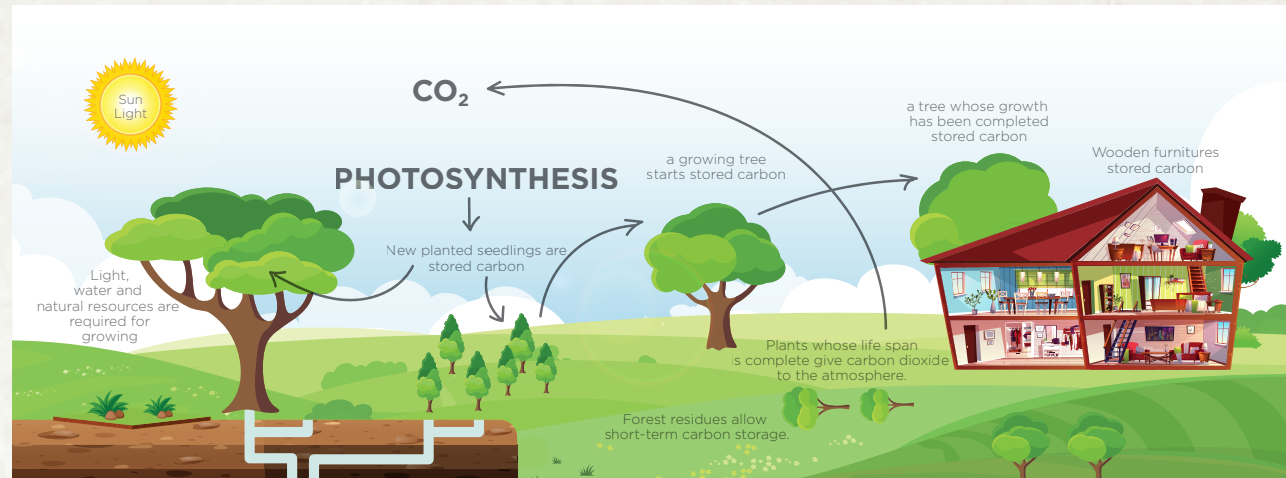 Sun
Light
CO₂
PHOTOSYNTHESIS
New planted seedlings are
stored carbon
Light,
water and
natural resources are
required for
growing
a growing tree
starts stored carbon
a tree whose growth
has been completed
stored carbon
Wooden furnitures
stored carbon
Plants whose life span
is complete give carbon dioxide
to the atmosphere.
Forest residues allow
short-term carbon storage.